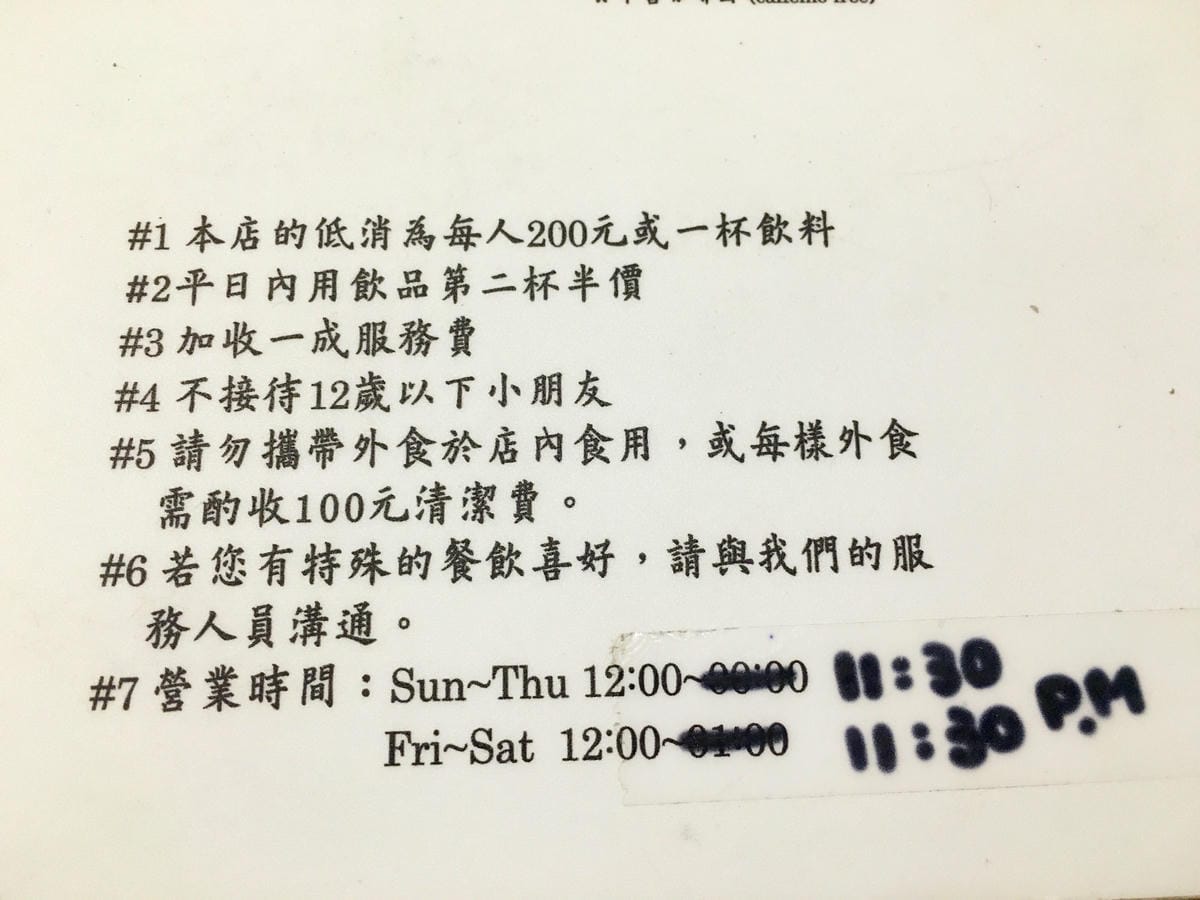 (caffeine free)
#1 本店的低消為每人200元或一杯飲料
#2平日內用飲品第二杯半價
#3 加收一成服務費
#4 不接待12歲以下小朋友
#5 請勿攜帶外食於店內食用，或每樣外食
需酌收100元清潔費。
#6 若您有特殊的餐飲喜好，請與我們的服
務人員溝通。
#7 營業時間：Sun~Thu 12:00~00:00 11:30
Fri~Sat 12:00~01:00 11:30 P.M